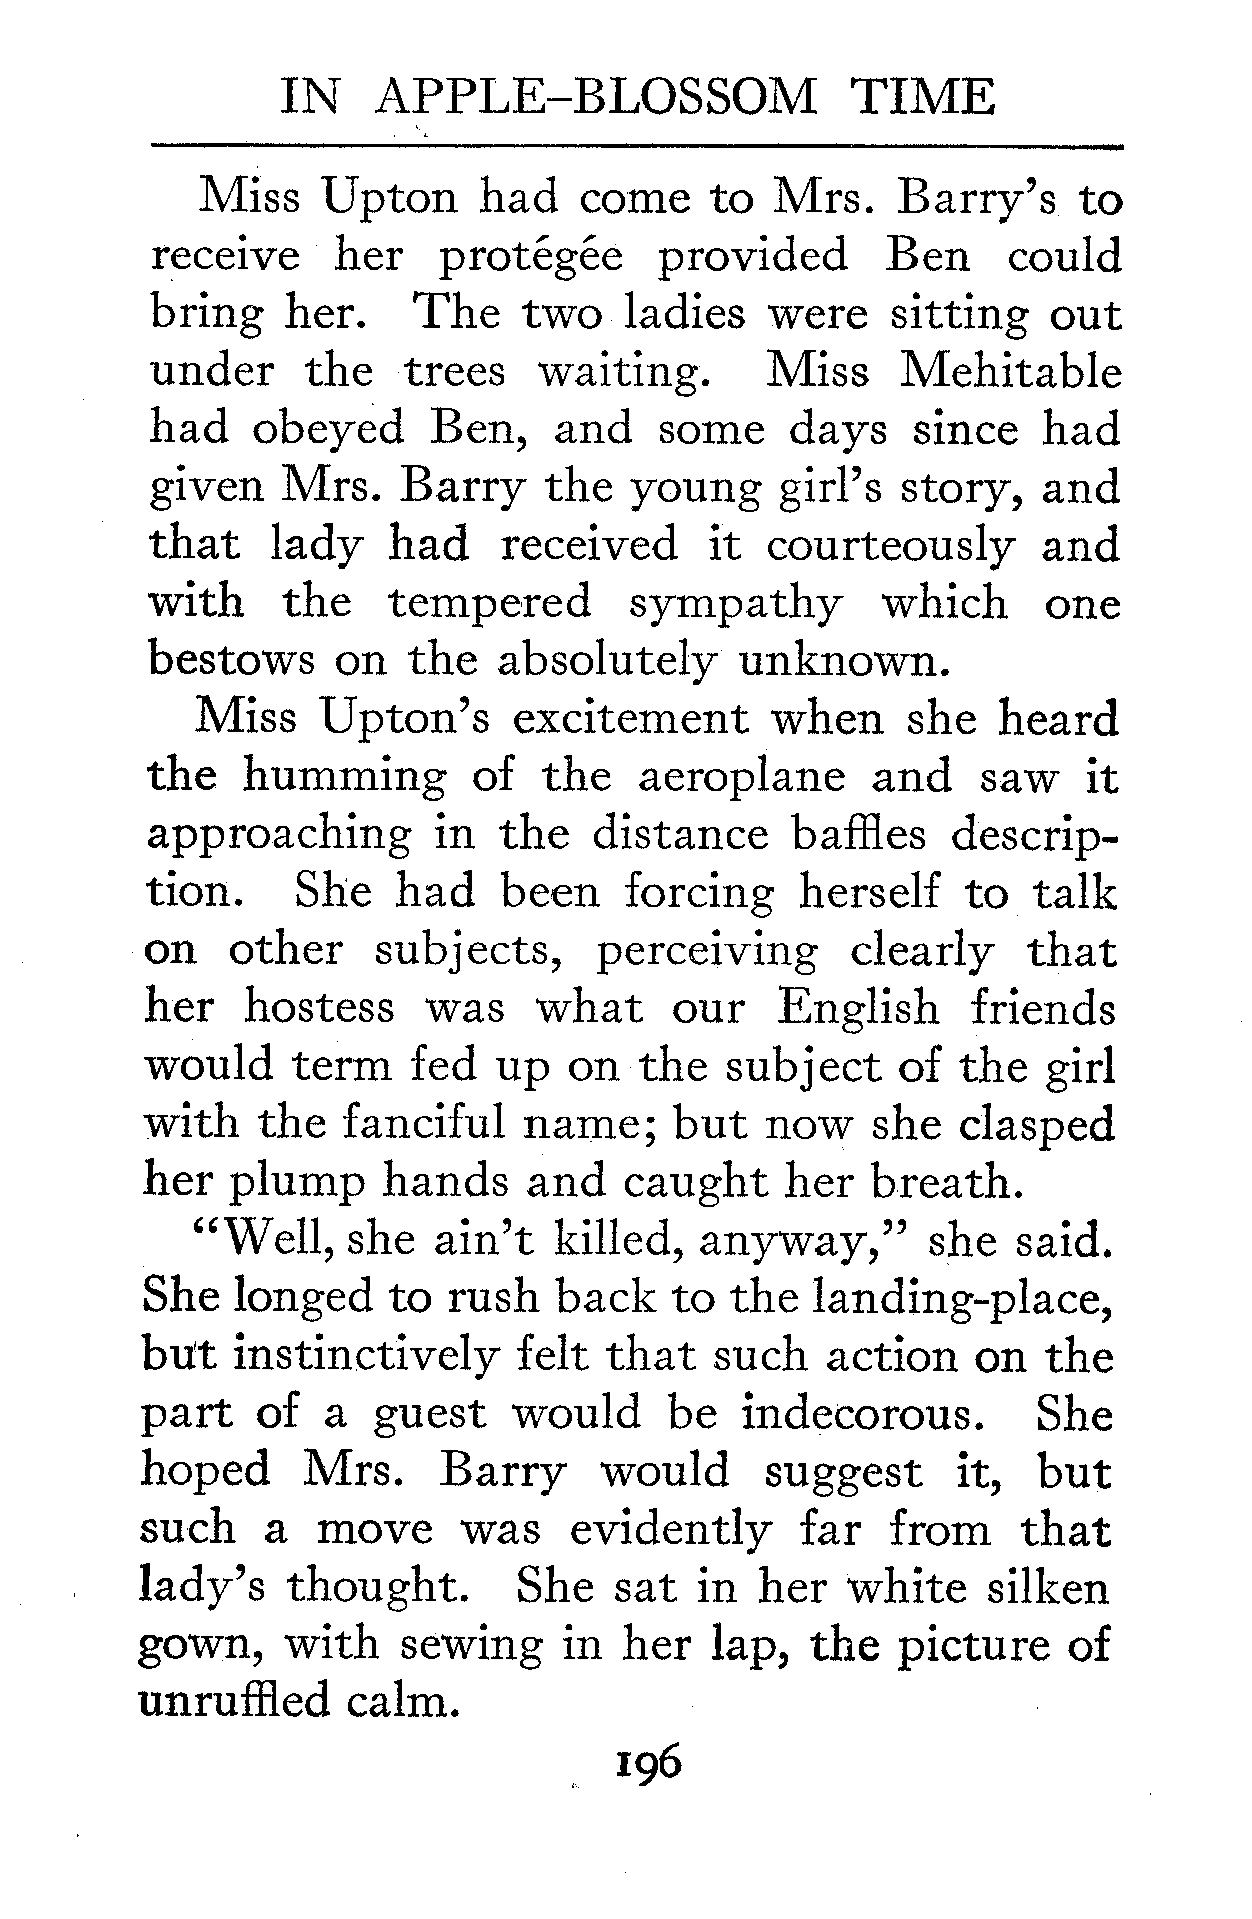 IN APPLE-BLOSSOM TIME
Miss Upton had come to Mrs. Barry's to
receive her protégée provided Ben could
bring her. The two ladies were sitting out
under the trees waiting. Miss Mehitable
had obeyed Ben, and some days since had
given Mrs. Barry the young girl's story, and
that lady had received it courteously and
with the tempered sympathy which one
bestows on the absolutely unknown.
Miss Upton's excitement when she heard
the humming of the aeroplane and saw it
approaching in the distance baffles descrip-
tion. She had been forcing herself to talk
on other subjects, perceiving clearly that
her hostess was what our English friends
would term fed up on the subject of the girl
with the fanciful name; but now she clasped
her plump hands and caught her breath.
"Well, she ain't killed, anyway," she said.
She longed to rush back to the landing-place,
but instinctively felt that such action on the
part of a guest would be indecorous. She
hoped Mrs. Barry would suggest it, but
such a move was evidently far from that
lady's thought. She sat in her white silken
gown, with sewing in her lap, the picture of
unruffled calm.
196